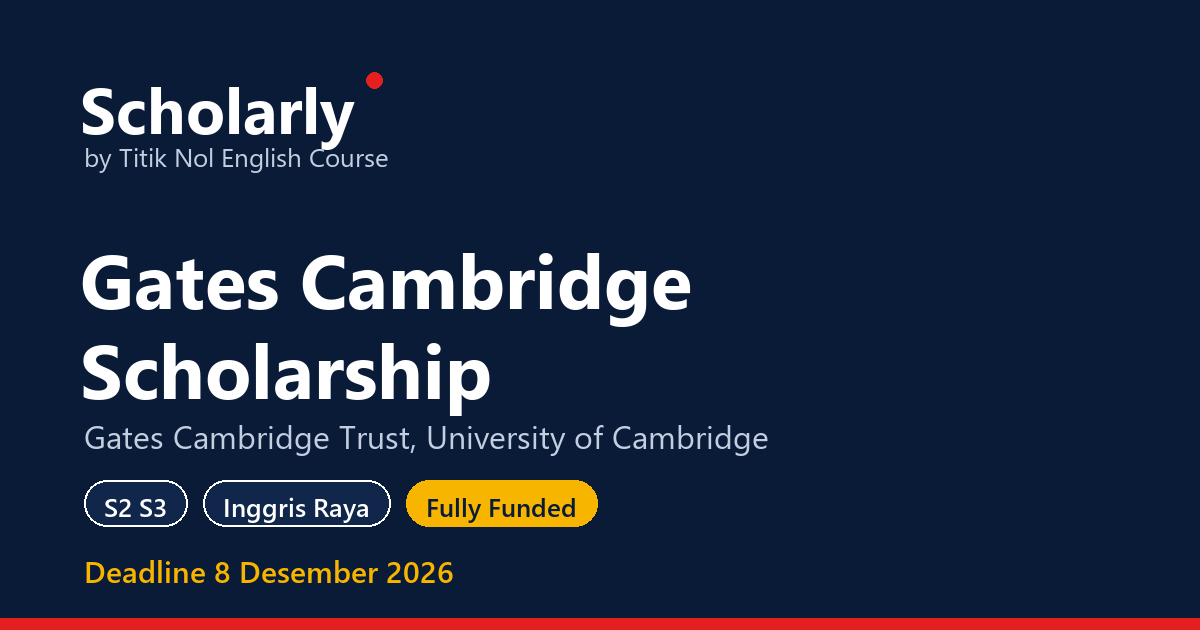 Scholarly
by Titik Nol English Course
Gates Cambridge
Scholarship
Gates Cambridge Trust, University of Cambridge
S2 S3
Inggris Raya
Fully Funded
Deadline 8 Desember 2026